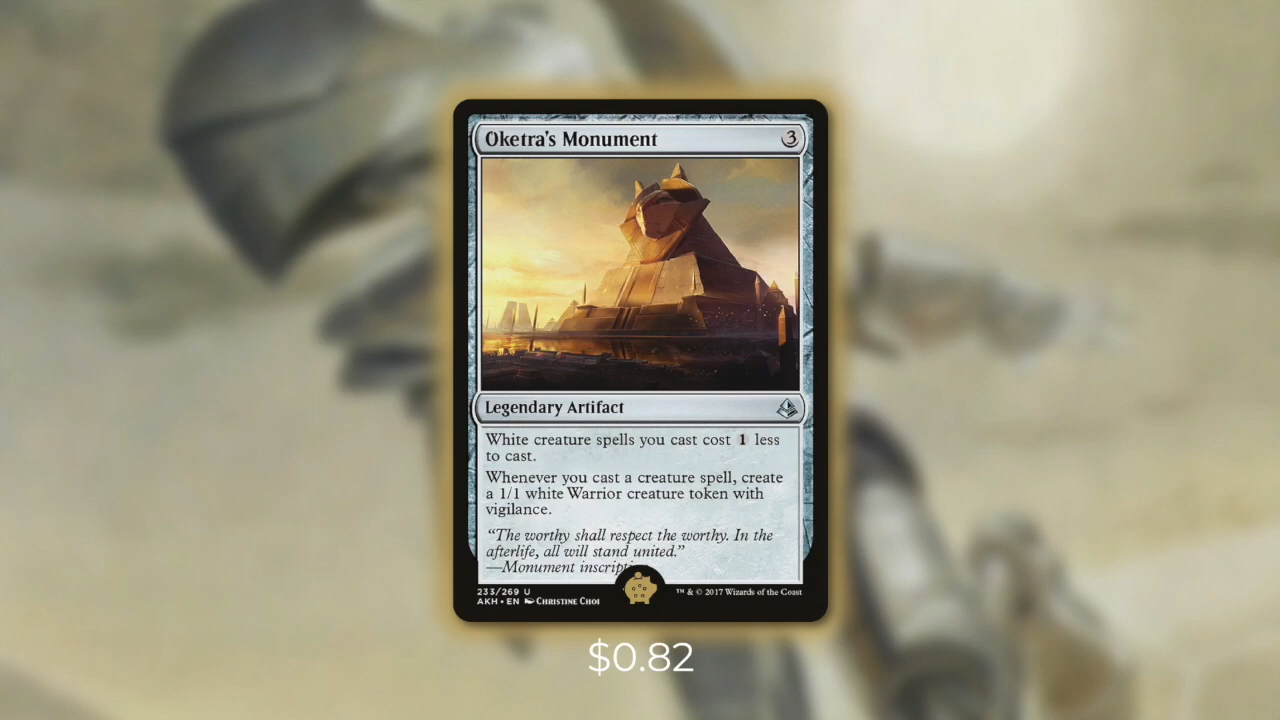 Oketra's Monument 3
Legendary Artifact
White creature spells you cast cost 1 less
to cast.
Whenever you cast a creature spell, create
a 1/1 white Warrior creature token with
vigilance.
“The worthy shall respect the worthy. In the
afterlife, all will stand united.”
—Monument
233/269 U
AKH • EN Christine Choi
™ & © 2017 Wizards of the Coast
$0.82